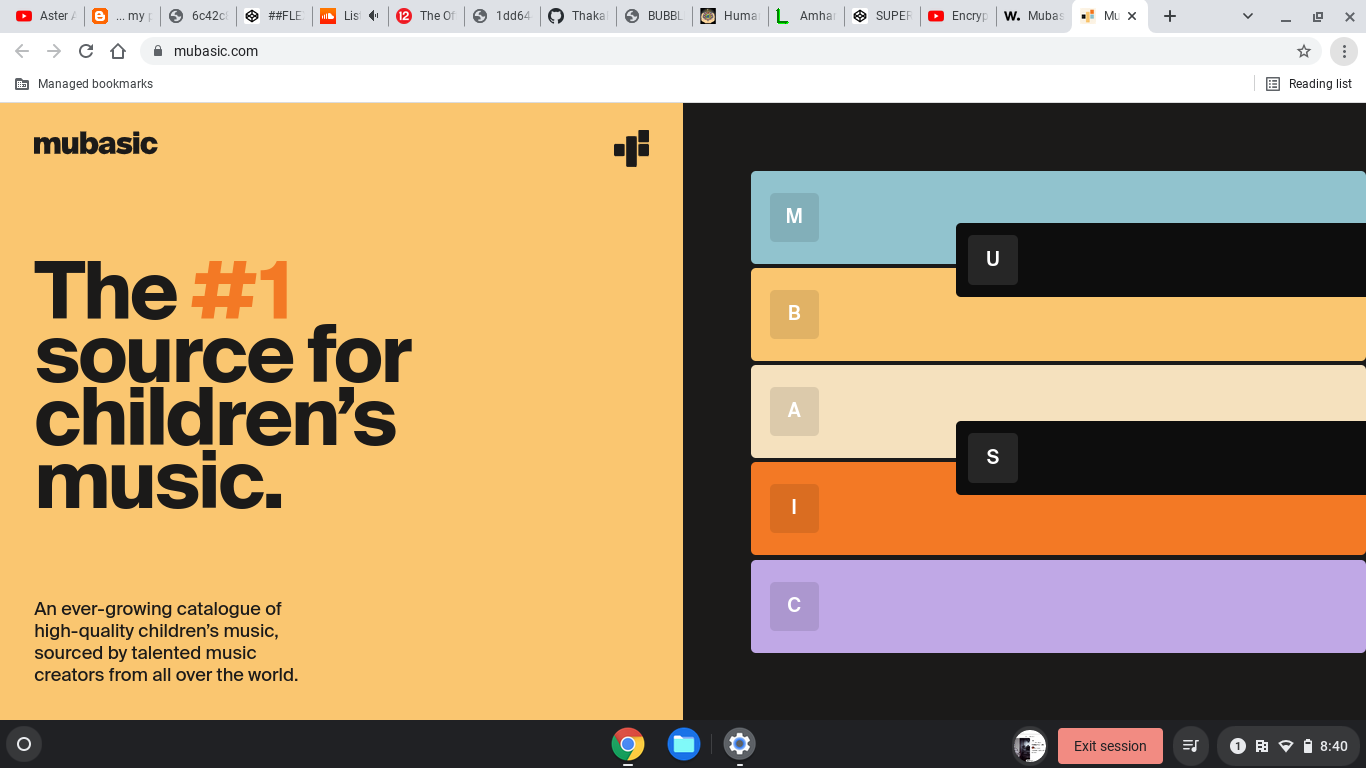 Aster A
... my p
6c42c
##FLE
List
The Of
1dd64
Thaka
BUBBL
Huma
Amhar
SUPER
Encryp
Mubas
Mu
mubasic.com
Managed bookmarks
Reading list
mubasic
The #1
source for
children's
music.
An ever-growing catalogue of
high-quality children's music,
sourced by talented music
creators from all over the world.
M
U
B
A
S
I
C
Exit session
1
8:40